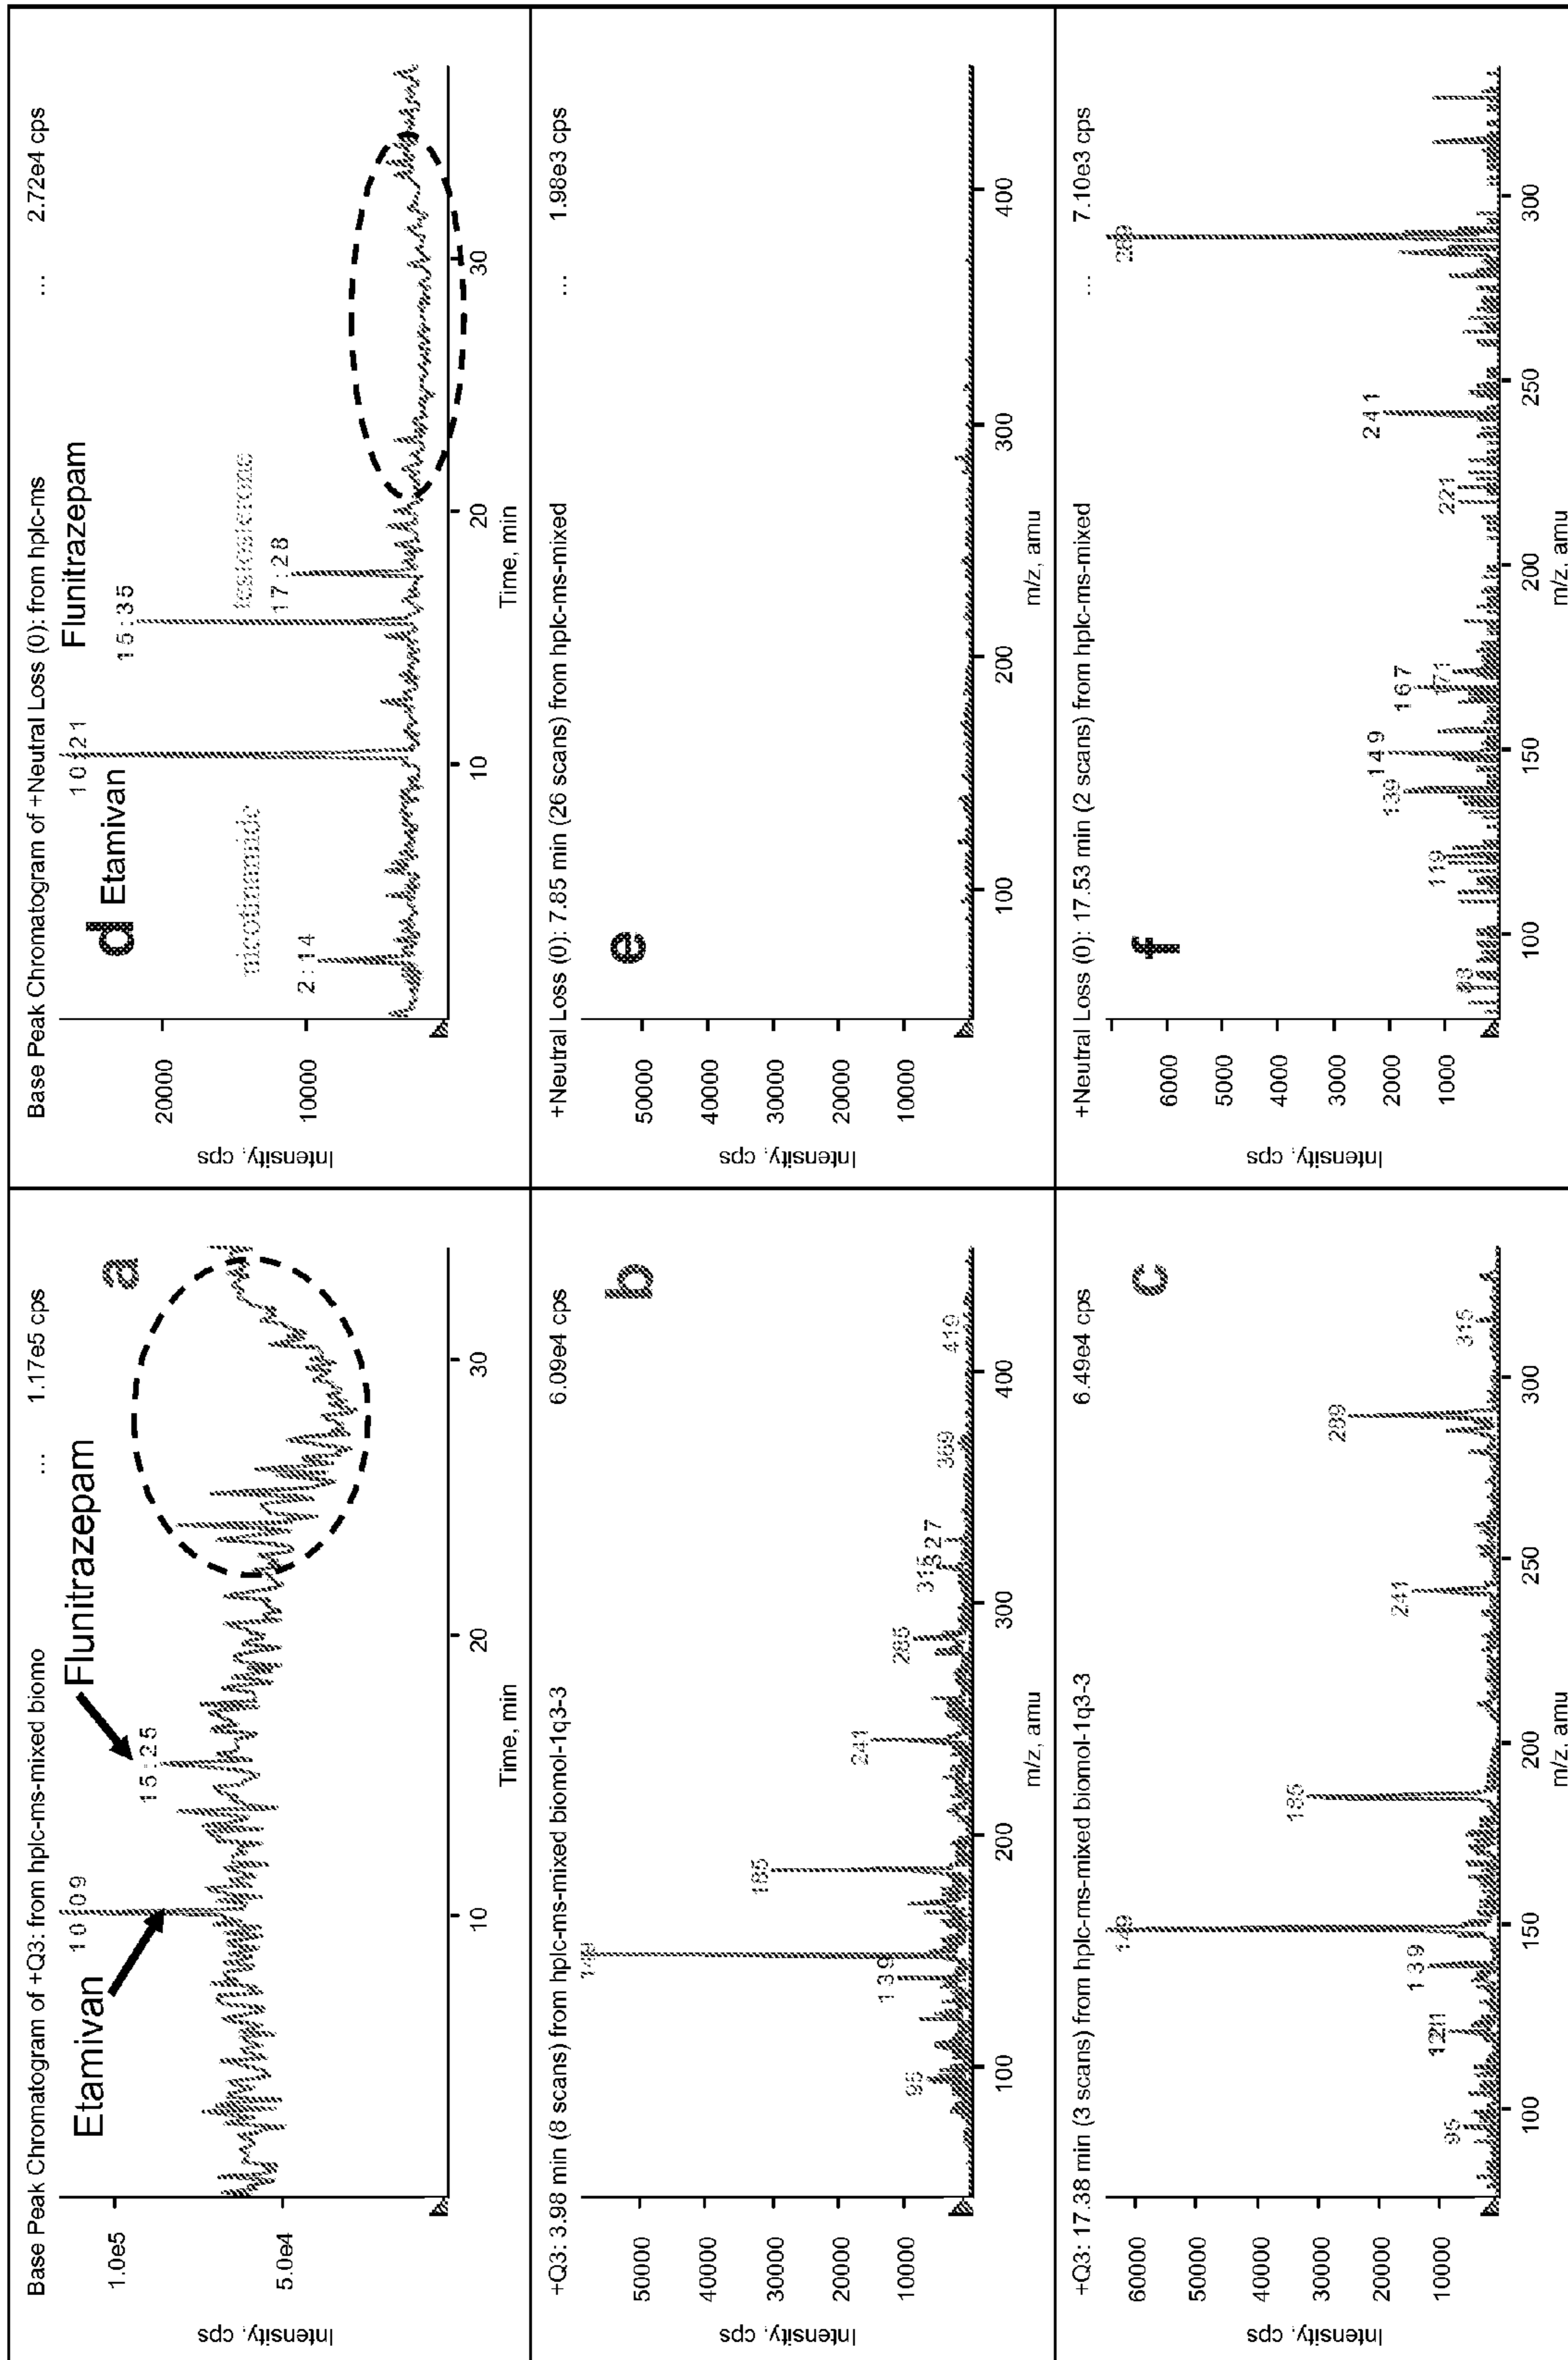 Base Peak Chromatogram of +Q3: from hplc-ms-mixed biomo ... 1.17e5 cps
a
Etamivan
Flunitrazepam
10:09
15:25
1.0e5
5.0e4
Intensity, cps
10 20 30
Time, min
+Q3: 3.98 min (8 scans) from hplc-ms-mixed biomol-1q3-3 6.09e4 cps
b
50000
40000
30000
20000
10000
Intensity, cps
95 139 149 185 241 285 315 327 369 419
100 200 300 400
m/z, amu
+Q3: 17.38 min (3 scans) from hplc-ms-mixed biomol-1q3-3 6.49e4 cps
c
60000
50000
40000
30000
20000
10000
Intensity, cps
95 121 139 149 185 241 289 315
100 150 200 250 300
m/z, amu
Base Peak Chromatogram of +Neutral Loss (0): from hplc-ms ... 2.72e4 cps
d
Etamivan
Flunitrazepam
nicotinamide
testosterone
2:14
10:21
15:35
17:28
20000
10000
Intensity, cps
10 20 30
Time, min
+Neutral Loss (0): 7.85 min (26 scans) from hplc-ms-mixed ... 1.98e3 cps
e
50000
40000
30000
20000
10000
Intensity, cps
100 200 300 400
m/z, amu
+Neutral Loss (0): 17.53 min (2 scans) from hplc-ms-mixed ... 7.10e3 cps
f
6000
5000
4000
3000
2000
1000
Intensity, cps
119 139 149 167 171 221 241 289
100 150 200 250 300
m/z, amu